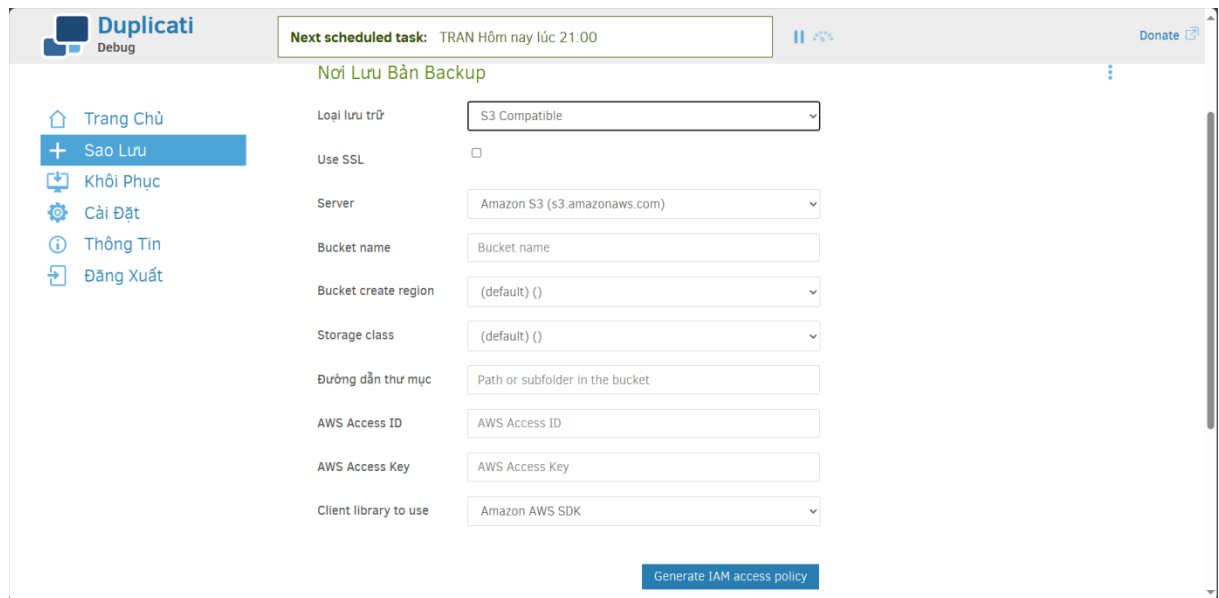 Duplicati
Debug
Next scheduled task: TRAN Hôm nay lúc 21:00
Donate
Trang Chủ
Sao Lưu
Khôi Phục
Cài Đặt
Thông Tin
Đăng Xuất
Nơi Lưu Bản Backup
Loại lưu trữ S3 Compatible
Use SSL
Server Amazon S3 (s3.amazonaws.com)
Bucket name Bucket name
Bucket create region (default) ()
Storage class (default) ()
Đường dẫn thư mục Path or subfolder in the bucket
AWS Access ID AWS Access ID
AWS Access Key AWS Access Key
Client library to use Amazon AWS SDK
Generate IAM access policy